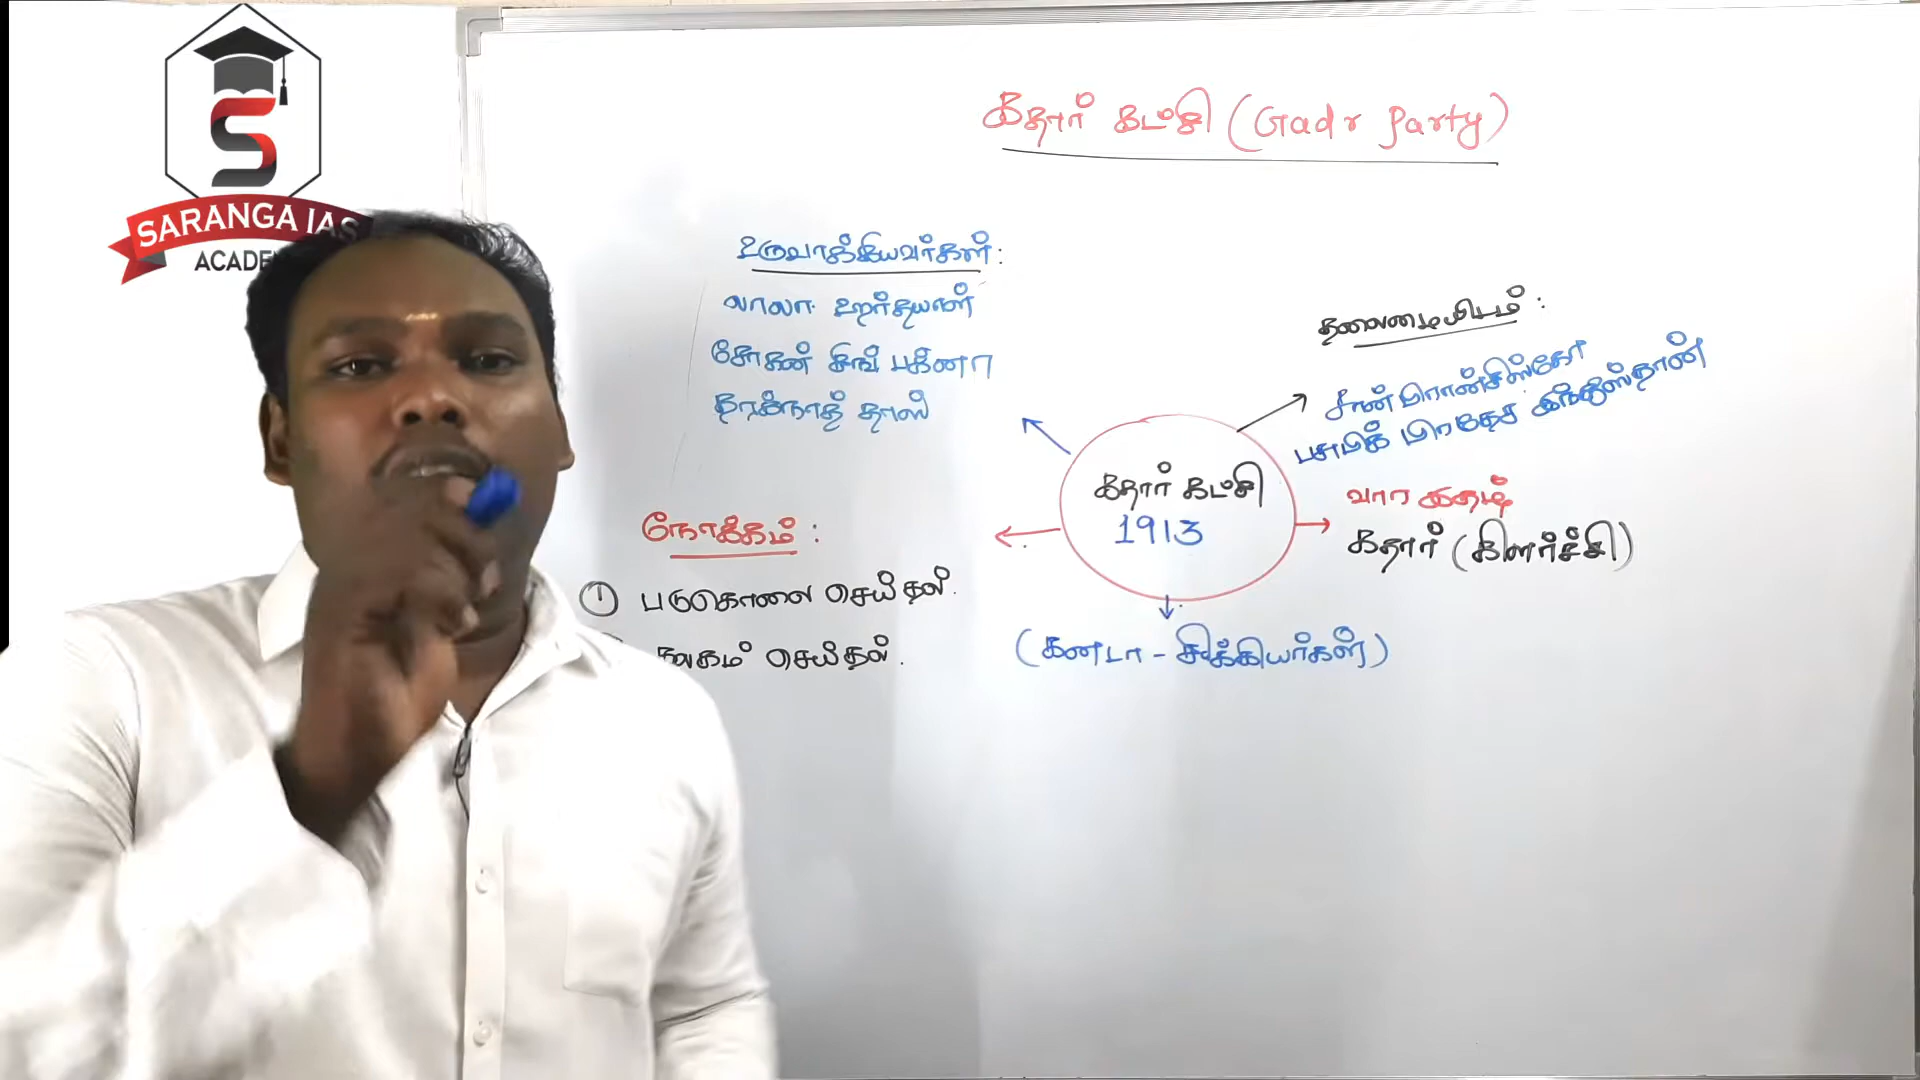 SARANGA IAS
ACADE
கதார் கட்சி (Gadr Party)
உருவாக்கியவர்கள் :
லாலா ஹர்தயாள்
சோகன் சிங் பக்னா
தாரக்நாத் தாஸ்
தலைமையிடம் :
சான் பிரான்சிஸ்கோ
பசுபிக் பிரதேச இந்துஸ்தான்
கதார் கட்சி
1913
வார இதழ்
கதார் (கிளர்ச்சி)
நோக்கம் :
① படுகொலை செய்தல்.
கலகம் செய்தல்.
(கனடா - சீக்கியர்கள்)